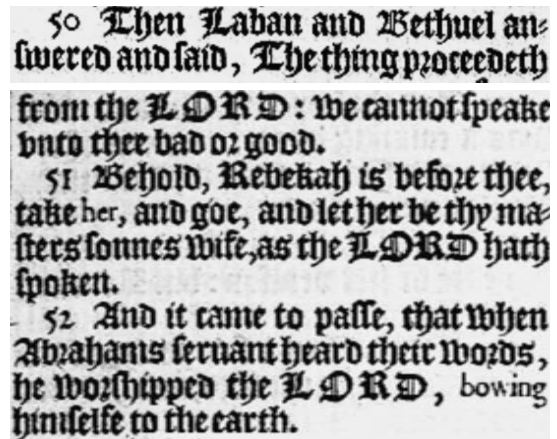 50 Then Laban and Bethuel an-
swered and said, The thing proceedeth
from the LORD: we cannot speake
vnto thee bad or good.
51 Behold, Rebekah is before thee,
take her, and goe, and let her be thy ma-
sters sonnes wife, as the LORD hath
spoken.
52 And it came to passe, that when
Abrahams seruant heard their words,
he worshipped the LORD, bowing
himselfe to the earth.